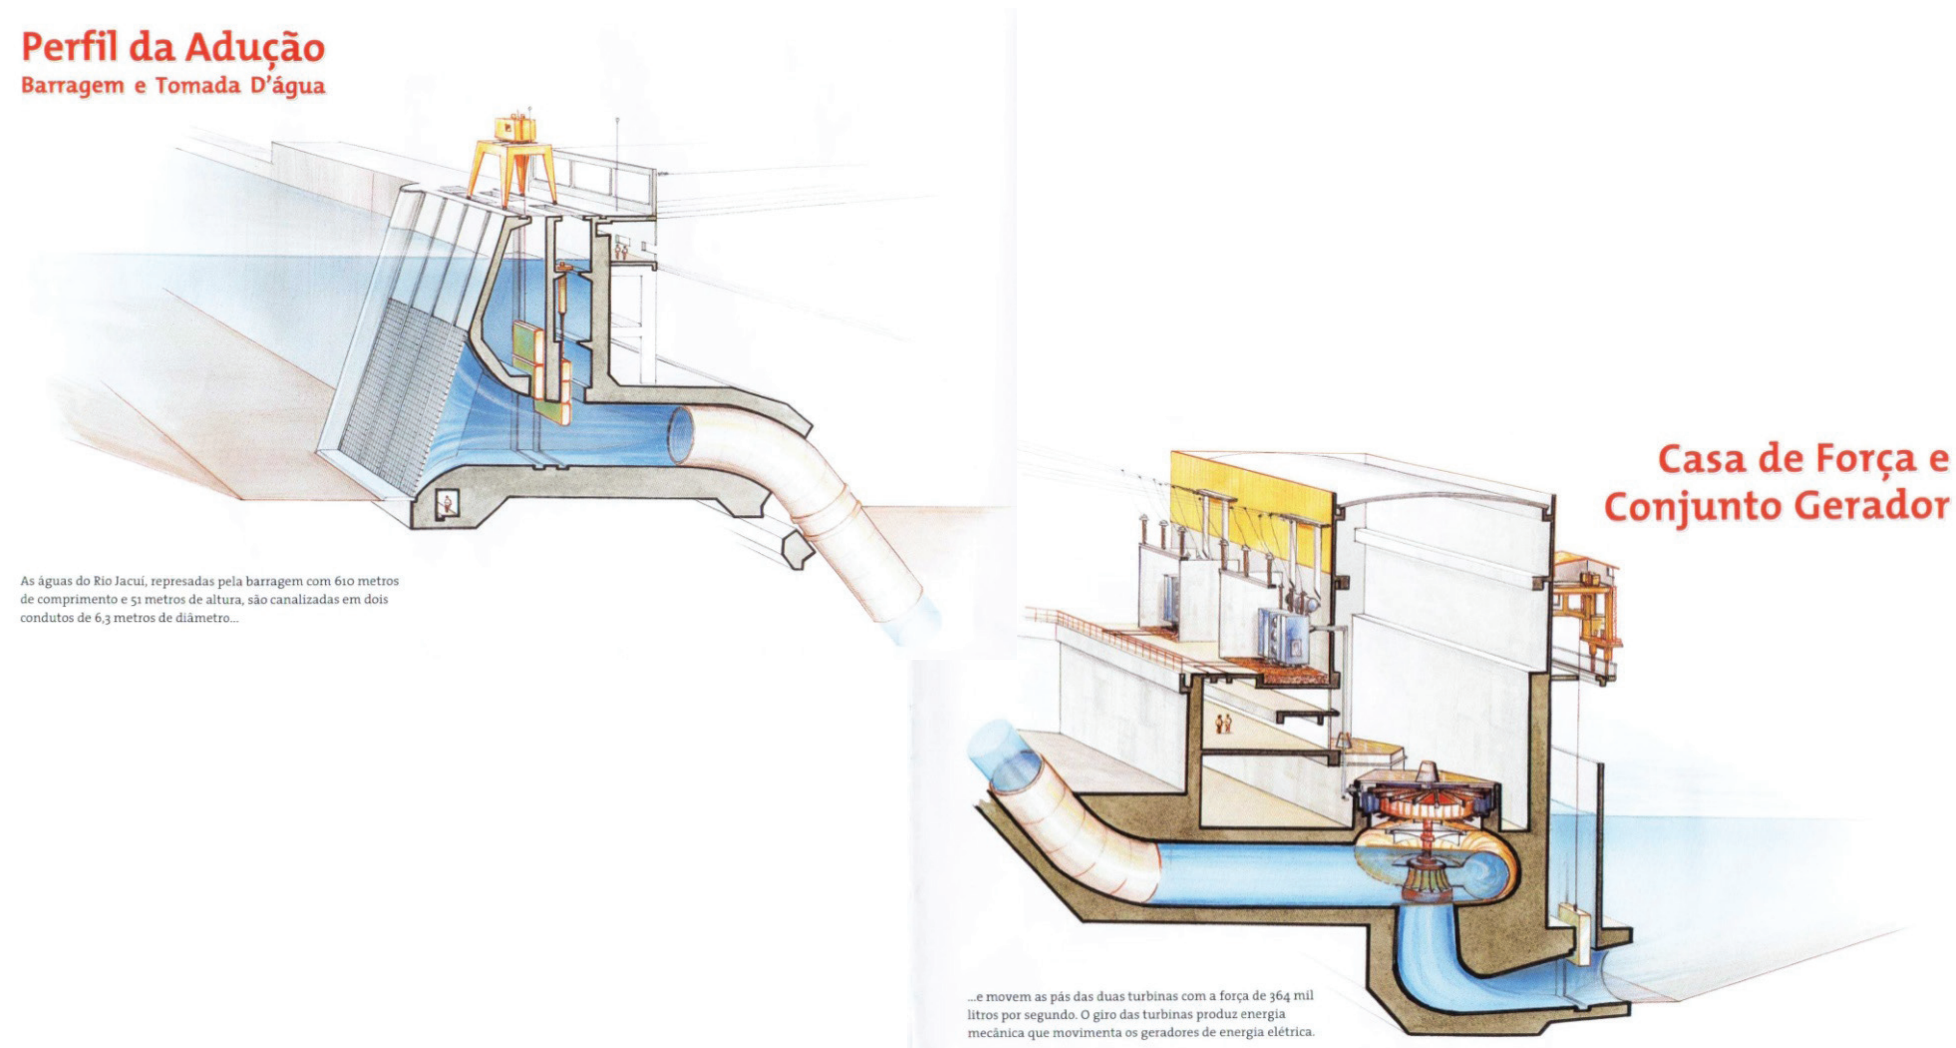 Perfil da Adução
Barragem e Tomada D'água
As águas do Rio Jacuí, represadas pela barragem com 610 metros
de comprimento e 51 metros de altura, são canalizadas em dois
condutos de 6,3 metros de diâmetro...
Casa de Força e
Conjunto Gerador
...e movem as pás das duas turbinas com a força de 364 mil
litros por segundo. O giro das turbinas produz energia
mecânica que movimenta os geradores de energia elétrica.